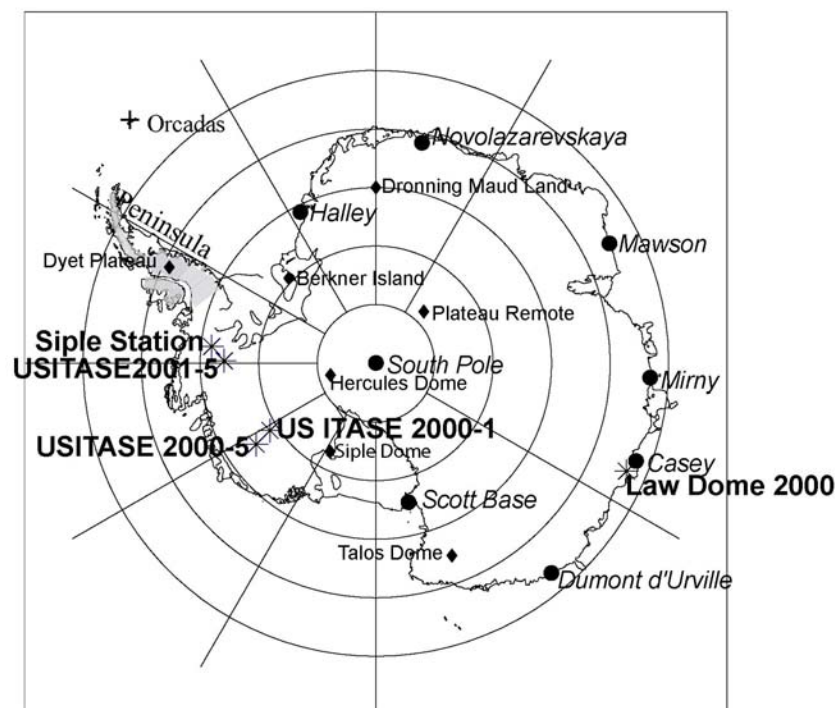 Orcadas
Novolazarevskaya
Dronning Maud Land
Peninsula
Halley
Mawson
Dyet Plateau
Berkner Island
Plateau Remote
Siple Station
USITASE2001-5
South Pole
Hercules Dome
Mirny
US ITASE 2000-1
USITASE 2000-5
Siple Dome
Casey
Law Dome 2000
Scott Base
Talos Dome
Dumont d'Urville